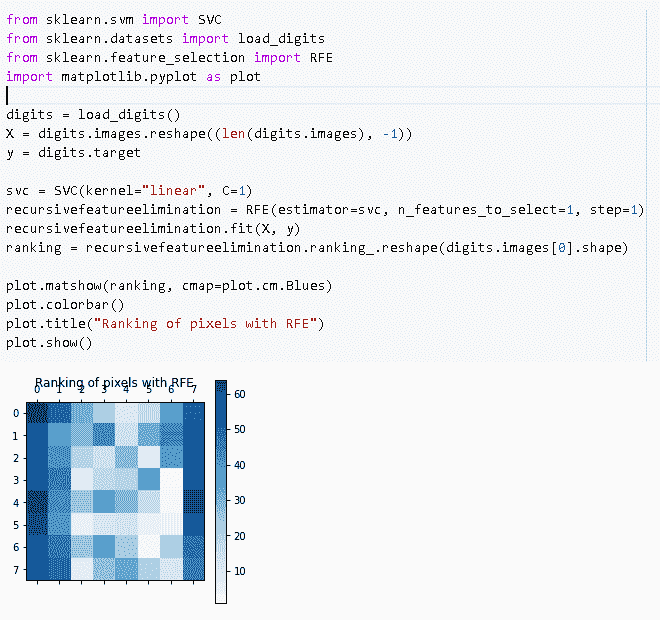 from sklearn.svm import SVC
from sklearn.datasets import load_digits
from sklearn.feature_selection import RFE
import matplotlib.pyplot as plot
digits = load_digits()
X = digits.images.reshape((len(digits.images), -1))
y = digits.target
svc = SVC(kernel="linear", C=1)
recursivefeatureelimination = RFE(estimator=svc, n_features_to_select=1, step=1)
recursivefeatureelimination.fit(X, y)
ranking = recursivefeatureelimination.ranking_.reshape(digits.images[0].shape)
plot.matshow(ranking, cmap=plot.cm.Blues)
plot.colorbar()
plot.title("Ranking of pixels with RFE")
plot.show()
Ranking of pixels with RFE
0 1 2 3 4 5 6 7
0
1
2
3
4
5
6
7
60
50
40
30
20
10